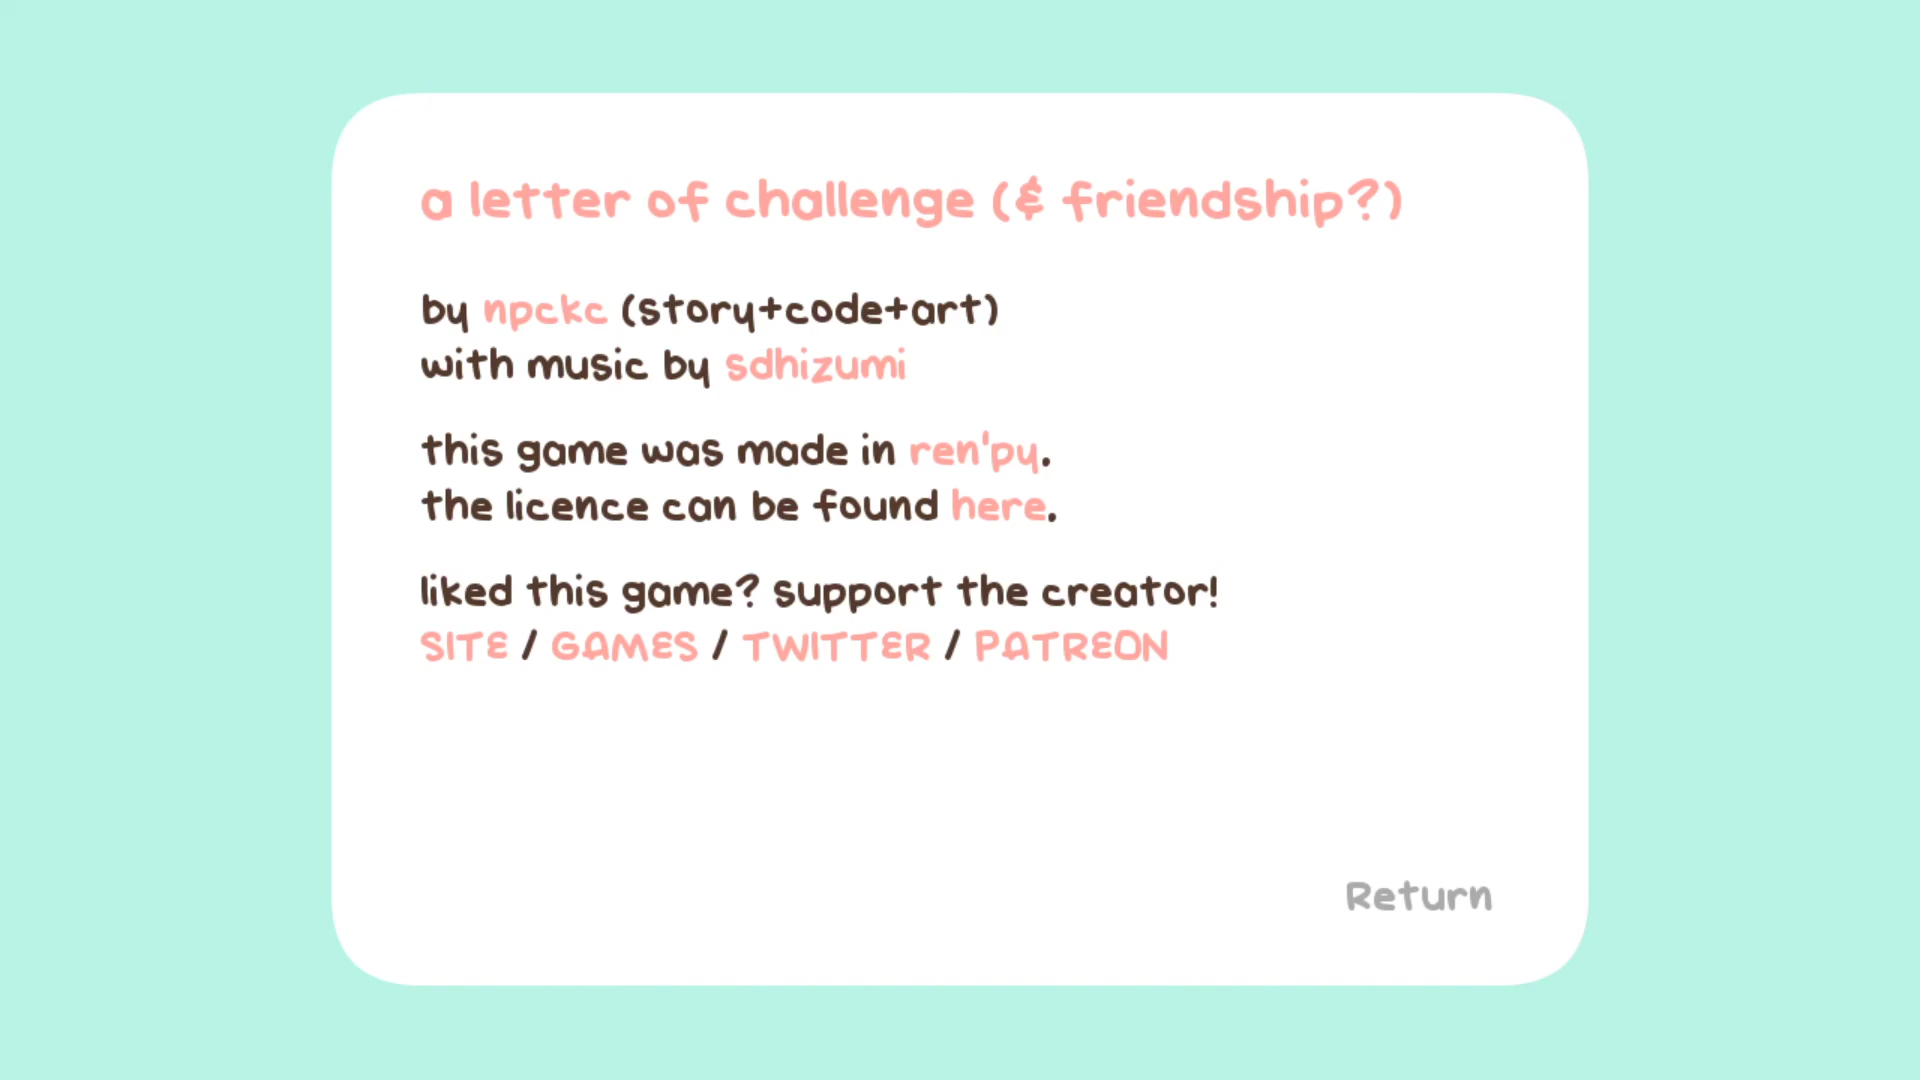 a letter of challenge (& friendship?)
by npckc (story+code+art)
with music by sdhizumi
this game was made in ren'py.
the licence can be found here.
liked this game? support the creator!
SITE / GAMES / TWITTER / PATREON
Return